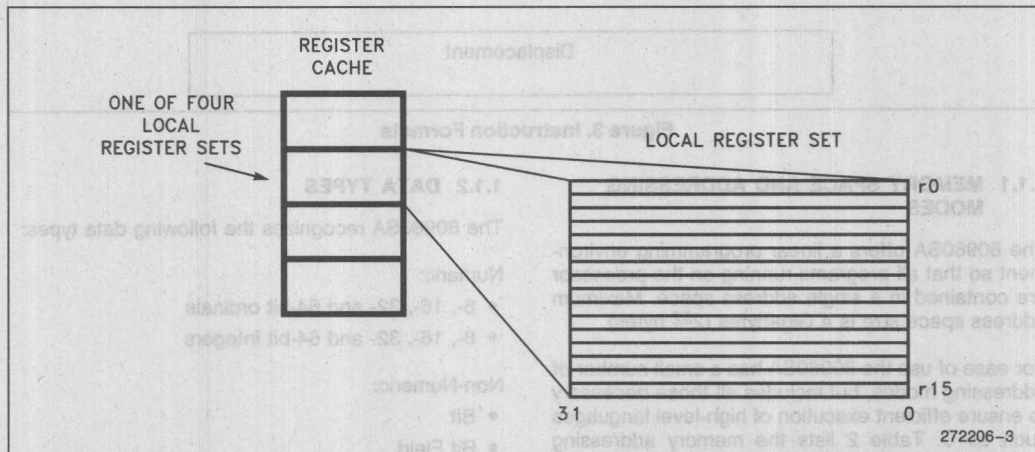 Displacement
REGISTER
CACHE
ONE OF FOUR
LOCAL
REGISTER SETS
Figure 3. Instruction Formats
LOCAL REGISTER SET
r0
r15
31
0
272206-3
1.1.1 MEMORY SPACE AND ADDRESSING
MODES
The 80960SA offers a linear programming environ-
ment so that all programs running on the processor
are contained in a single address space. Maximum
address space size is 4 Gigabytes
For ease of use the 80960SA has a small number of
addressing modes, but includes all those necessary
to ensure efficient execution of high-level languages
Table 2 lists the memory addressing
1.1.2 DATA TYPES
The 80960SA recognizes the following data types:
Numeric:
• 8-, 16-, 32- and 64-bit ordinals
• 8-, 16-, 32- and 64-bit integers
Non-Numeric:
• Bit
• Bit Field